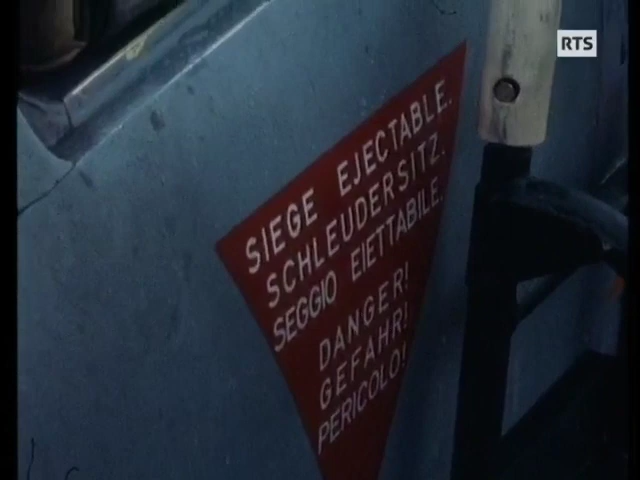 RTS
SIEGE EJECTABLE.
SCHLEUDERSITZ.
SEGGIO EIETTABILE.
DANGER!
GEFAHR!
PERICOLO!